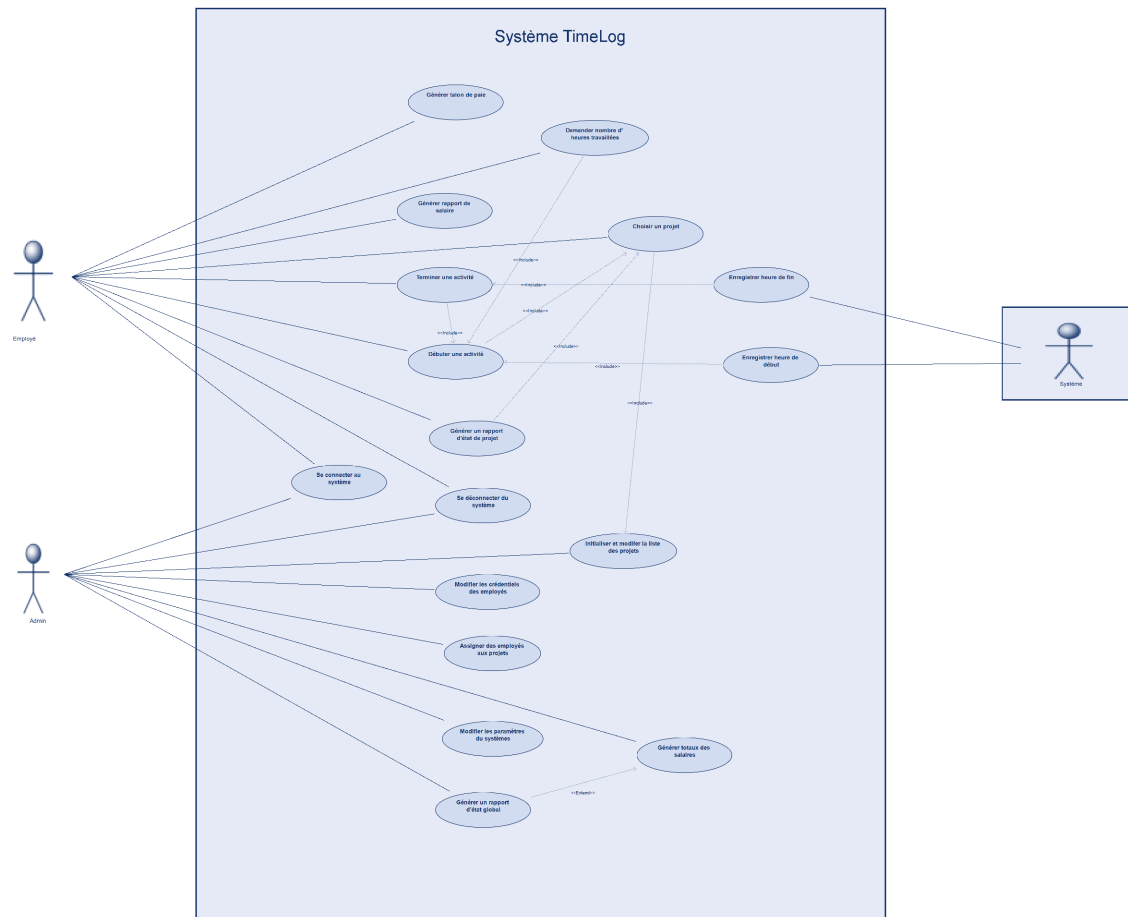 Système TimeLog
Générer talon de paie
Demander nombre d'
heures travaillées
Générer rapport de
salaire
Choisir un projet
<<Include>>
Terminer une activité
<<Include>>
Enregistrer heure de fin
<<Include>>
Employé
<<Include>>
<<Include>>
Débuter une activité
<<Include>>
Enregistrer heure de
début
Système
<<Include>>
Générer un rapport
d'état de projet
Se connecter au
système
Se déconnecter du
système
Initialiser et modifer la liste
des projets
Modifier les crédentiels
des employés
Admin
Assigner des employés
aux projets
Modifier les paramètres
du systèmes
Générer totaux des
salaires
<<Extend>>
Générer un rapport
d'état global